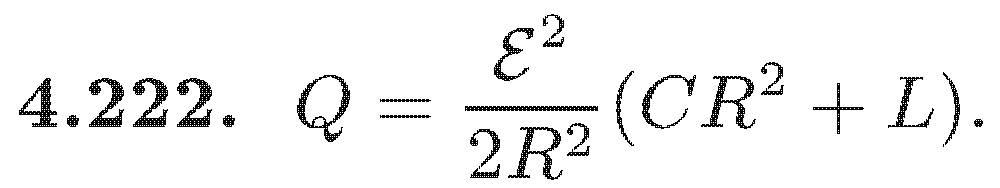 4.222. $Q = \frac{\mathcal{E}^2}{2R^2}(CR^2 + L).$